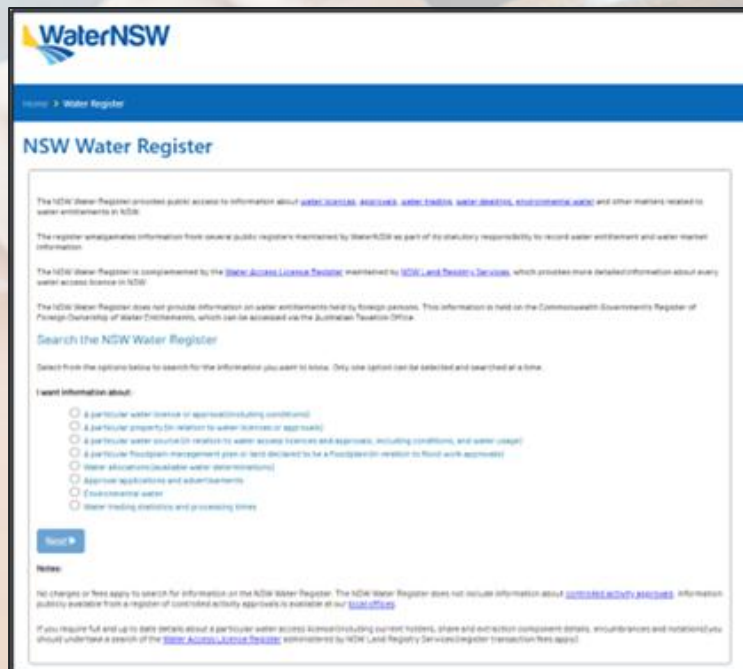 WaterNSW
Home > Water Register
NSW Water Register
The NSW Water Register provides public access to information about water licences, approvals, water trading, water dealings, environmental water and other matters related to
water entitlements in NSW.
The register amalgamates information from several public registers maintained by WaterNSW as part of its statutory responsibility to record water entitlement and water market
information.
The NSW Water Register is complemented by the Water Access Licence Register maintained by NSW Land Registry Services, which provides more detailed information about every
water access licence in NSW.
The NSW Water Register does not provide information on water entitlements held by foreign persons. This information is held on the Commonwealth Government's Register of
Foreign Ownership of Water Entitlements, which can be accessed via the Australian Taxation Office.
Search the NSW Water Register
Select from the options below to search for the information you want to know. Only one option can be selected and searched at a time.
I want information about:
A particular water licence or approval (including conditions)
A particular property (in relation to water licences or approvals)
A particular water source (in relation to water access licences and approvals, including conditions, and water usage)
A particular floodplain management plan or land declared to be a floodplain (in relation to flood work approvals)
Water allocations (available water determinations)
Approval applications and advertisements
Environmental water
Water trading statistics and processing times
Next
Notes:
No charges or fees apply to search for information on the NSW Water Register. The NSW Water Register does not include information about controlled activity approvals. Information
publicly available from a register of controlled activity approvals is available at our local offices.
If you require full and up to date details about a particular water access licence (including current holders, share and extraction component details, encumbrances and notations) you
should undertake a search of the Water Access Licence Register administered by NSW Land Registry Services (register transaction fees apply).